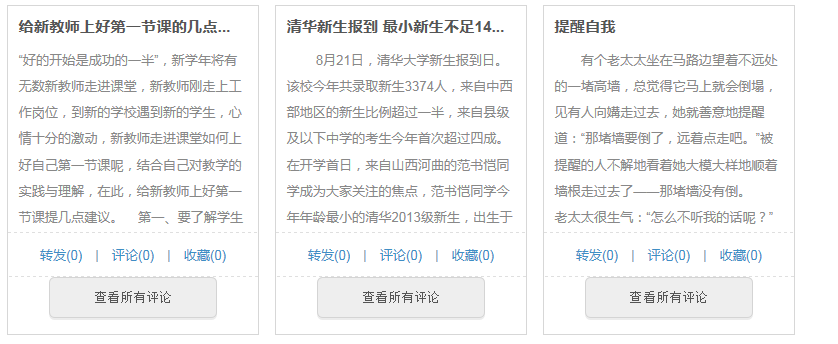 给新教师上好第一节课的几点...
“好的开始是成功的一半”，新学年将有
无数新教师走进课堂，新教师刚走上工
作岗位，到新的学校遇到新的学生，心
情十分的激动，新教师走进课堂如何上
好自己第一节课呢，结合自己对教学的
实践与理解，在此，给新教师上好第一
节课提几点建议。 第一、要了解学生
转发(0) | 评论(0) | 收藏(0)
查看所有评论
清华新生报到 最小新生不足14...
8月21日，清华大学新生报到日。
该校今年共录取新生3374人，来自中西
部地区的新生比例超过一半，来自县级
及以下中学的考生今年首次超过四成。
在开学首日，来自山西河曲的范书恺同
学成为大家关注的焦点，范书恺同学今
年年龄最小的清华2013级新生，出生于
转发(0) | 评论(0) | 收藏(0)
查看所有评论
提醒自我
有个老太太坐在马路边望着不远处
的一堵高墙，总觉得它马上就会倒塌，
见有人向媾走过去，她就善意地提醒
道：“那堵墙要倒了，远着点走吧。”被
提醒的人不解地看着她大模大样地顺着
墙根走过去了——那堵墙没有倒。
老太太很生气：“怎么不听我的话呢？”
转发(0) | 评论(0) | 收藏(0)
查看所有评论